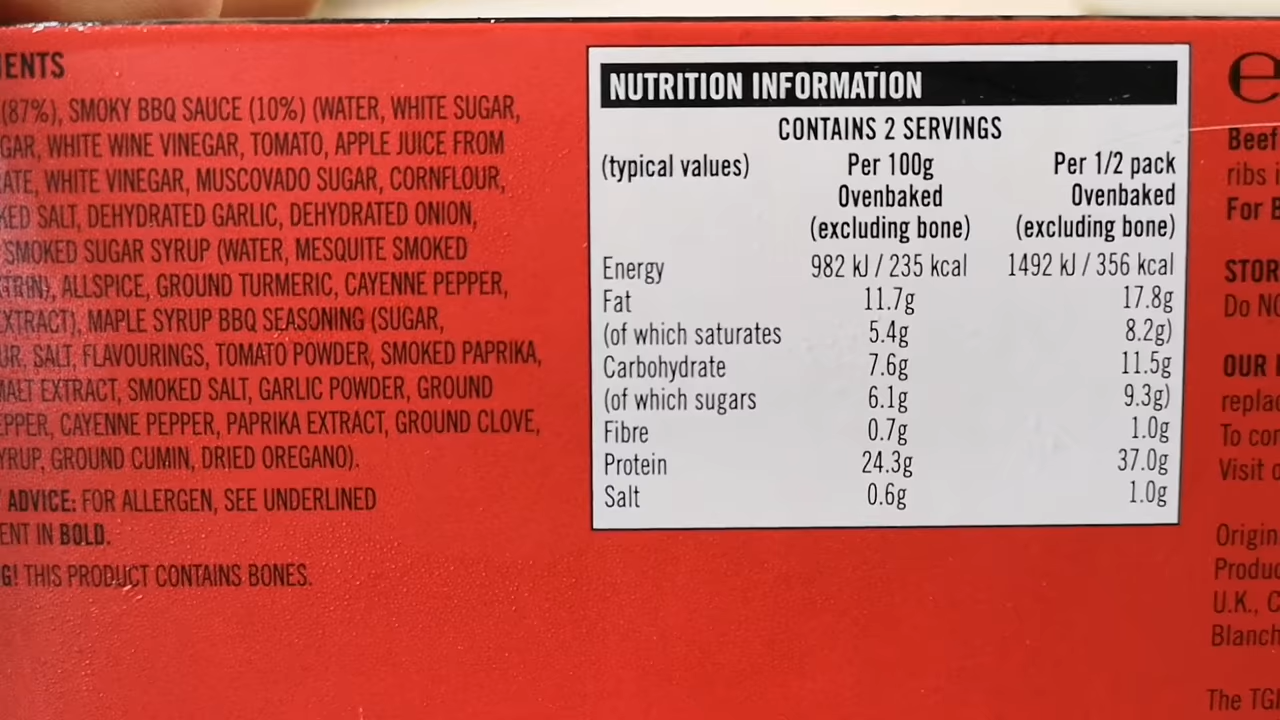 IENTS
(87%), SMOKY BBQ SAUCE (10%) (WATER, WHITE SUGAR,
GAR, WHITE WINE VINEGAR, TOMATO, APPLE JUICE FROM
ATE, WHITE VINEGAR, MUSCOVADO SUGAR, CORNFLOUR,
KED SALT, DEHYDRATED GARLIC, DEHYDRATED ONION,
SMOKED SUGAR SYRUP (WATER, MESQUITE SMOKED
TRIN), ALLSPICE, GROUND TURMERIC, CAYENNE PEPPER,
EXTRACT), MAPLE SYRUP BBQ SEASONING (SUGAR,
UR, SALT, FLAVOURINGS, TOMATO POWDER, SMOKED PAPRIKA,
MALT EXTRACT, SMOKED SALT, GARLIC POWDER, GROUND
EPPER, CAYENNE PEPPER, PAPRIKA EXTRACT, GROUND CLOVE,
YRUP, GROUND CUMIN, DRIED OREGANO).
ADVICE: FOR ALLERGEN, SEE UNDERLINED
ENT IN BOLD.
G! THIS PRODUCT CONTAINS BONES.
NUTRITION INFORMATION
CONTAINS 2 SERVINGS
(typical values) Per 100g Per 1/2 pack
Ovenbaked Ovenbaked
(excluding bone) (excluding bone)
Energy 982 kJ / 235 kcal 1492 kJ / 356 kcal
Fat 11.7g 17.8g
(of which saturates 5.4g 8.2g)
Carbohydrate 7.6g 11.5g
(of which sugars 6.1g 9.3g)
Fibre 0.7g 1.0g
Protein 24.3g 37.0g
Salt 0.6g 1.0g
e
Beef
ribs i
For B
STOR
Do NO
OUR
replac
To con
Visit
Origin
Produc
U.K., C
Blanch
The TGI